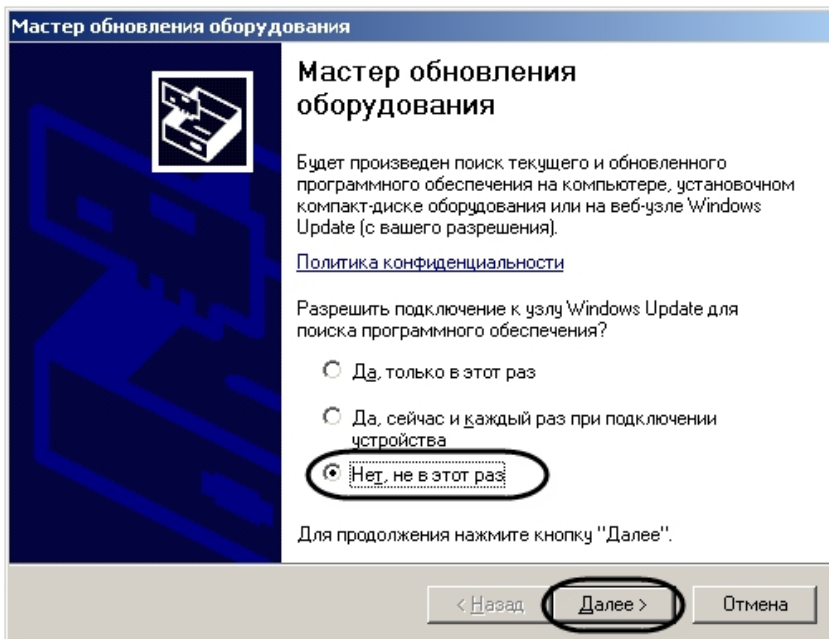 Мастер обновления оборудования
Мастер обновления
оборудования
Будет произведен поиск текущего и обновленного
программного обеспечения на компьютере, установочном
компакт-диске оборудования или на веб-узле Windows
Update (с вашего разрешения).
Политика конфиденциальности
Разрешить подключение к узлу Windows Update для
поиска программного обеспечения?
Да, только в этот раз
Да, сейчас и каждый раз при подключении
устройства
Нет, не в этот раз
Для продолжения нажмите кнопку "Далее".
< Назад
Далее >
Отмена